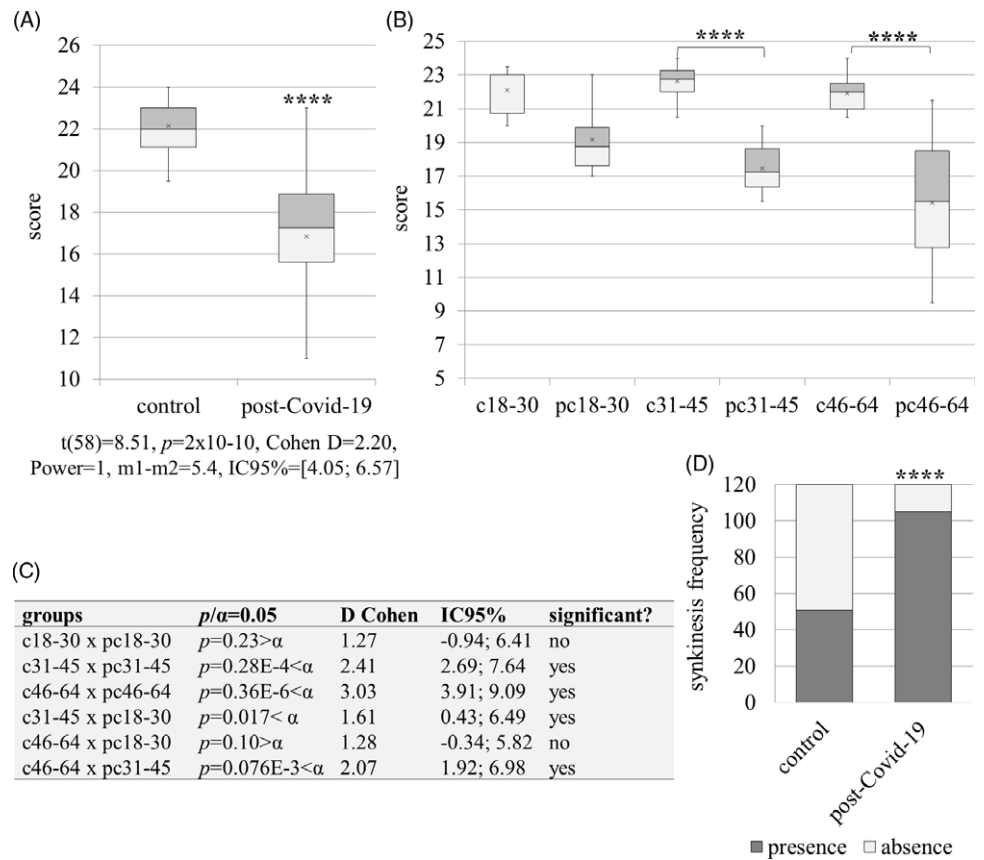 (A)
26
24
22
20
18
16
14
12
10
score
****
control post-Covid-19
t(58)=8.51, p=2x10-10, Cohen D=2.20,
Power=1, m1-m2=5.4, IC95%=[4.05; 6.57]
(B)
25
23
21
19
17
15
13
11
9
7
5
score
**** ****
c18-30 pc18-30 c31-45 pc31-45 c46-64 pc46-64
(C)
groups p/α=0.05 D Cohen IC95% significant?
c18-30 x pc18-30 p=0.23>α 1.27 -0.94; 6.41 no
c31-45 x pc31-45 p=0.28E-4<α 2.41 2.69; 7.64 yes
c46-64 x pc46-64 p=0.36E-6<α 3.03 3.91; 9.09 yes
c31-45 x pc18-30 p=0.017< α 1.61 0.43; 6.49 yes
c46-64 x pc18-30 p=0.10>α 1.28 -0.34; 5.82 no
c46-64 x pc31-45 p=0.076E-3<α 2.07 1.92; 6.98 yes
(D)
****
120
100
80
60
40
20
0
synkinesis frequency
control
post-Covid-19
presence absence